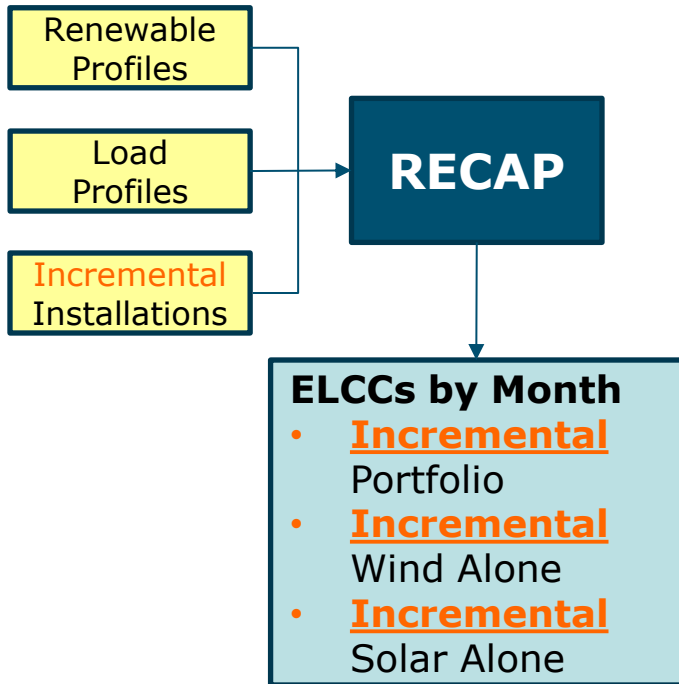 Renewable
Profiles
Load
Profiles
Incremental
Installations
RECAP
ELCCs by Month
• Incremental
Portfolio
• Incremental
Wind Alone
• Incremental
Solar Alone